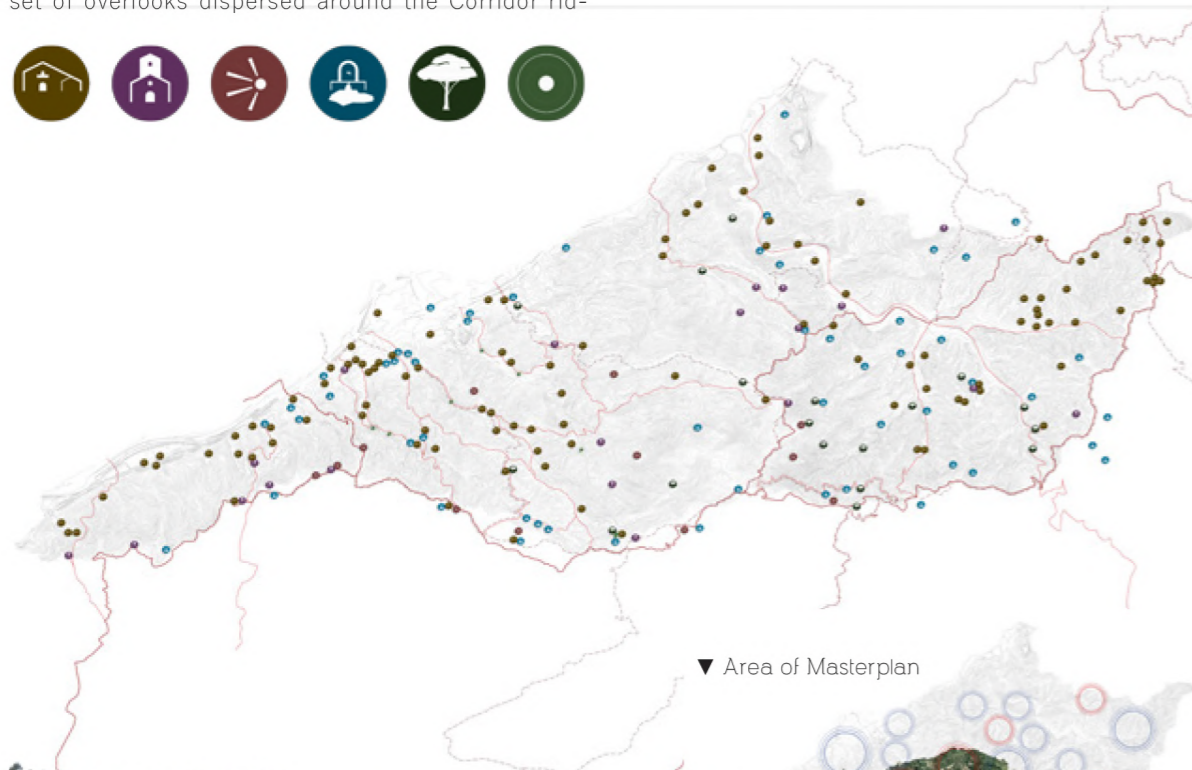 set of overlooks dispersed around the Corridor rid-
▼ Area of Masterplan